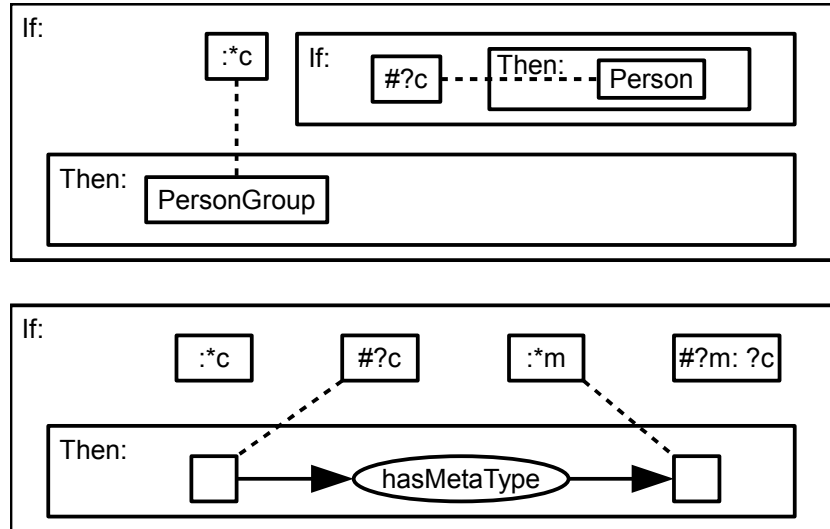 If:
:*c
If:
#?c
Then:
Person
Then:
PersonGroup
If:
:*c
#?c
:*m
#?m: ?c
Then:
hasMetaType